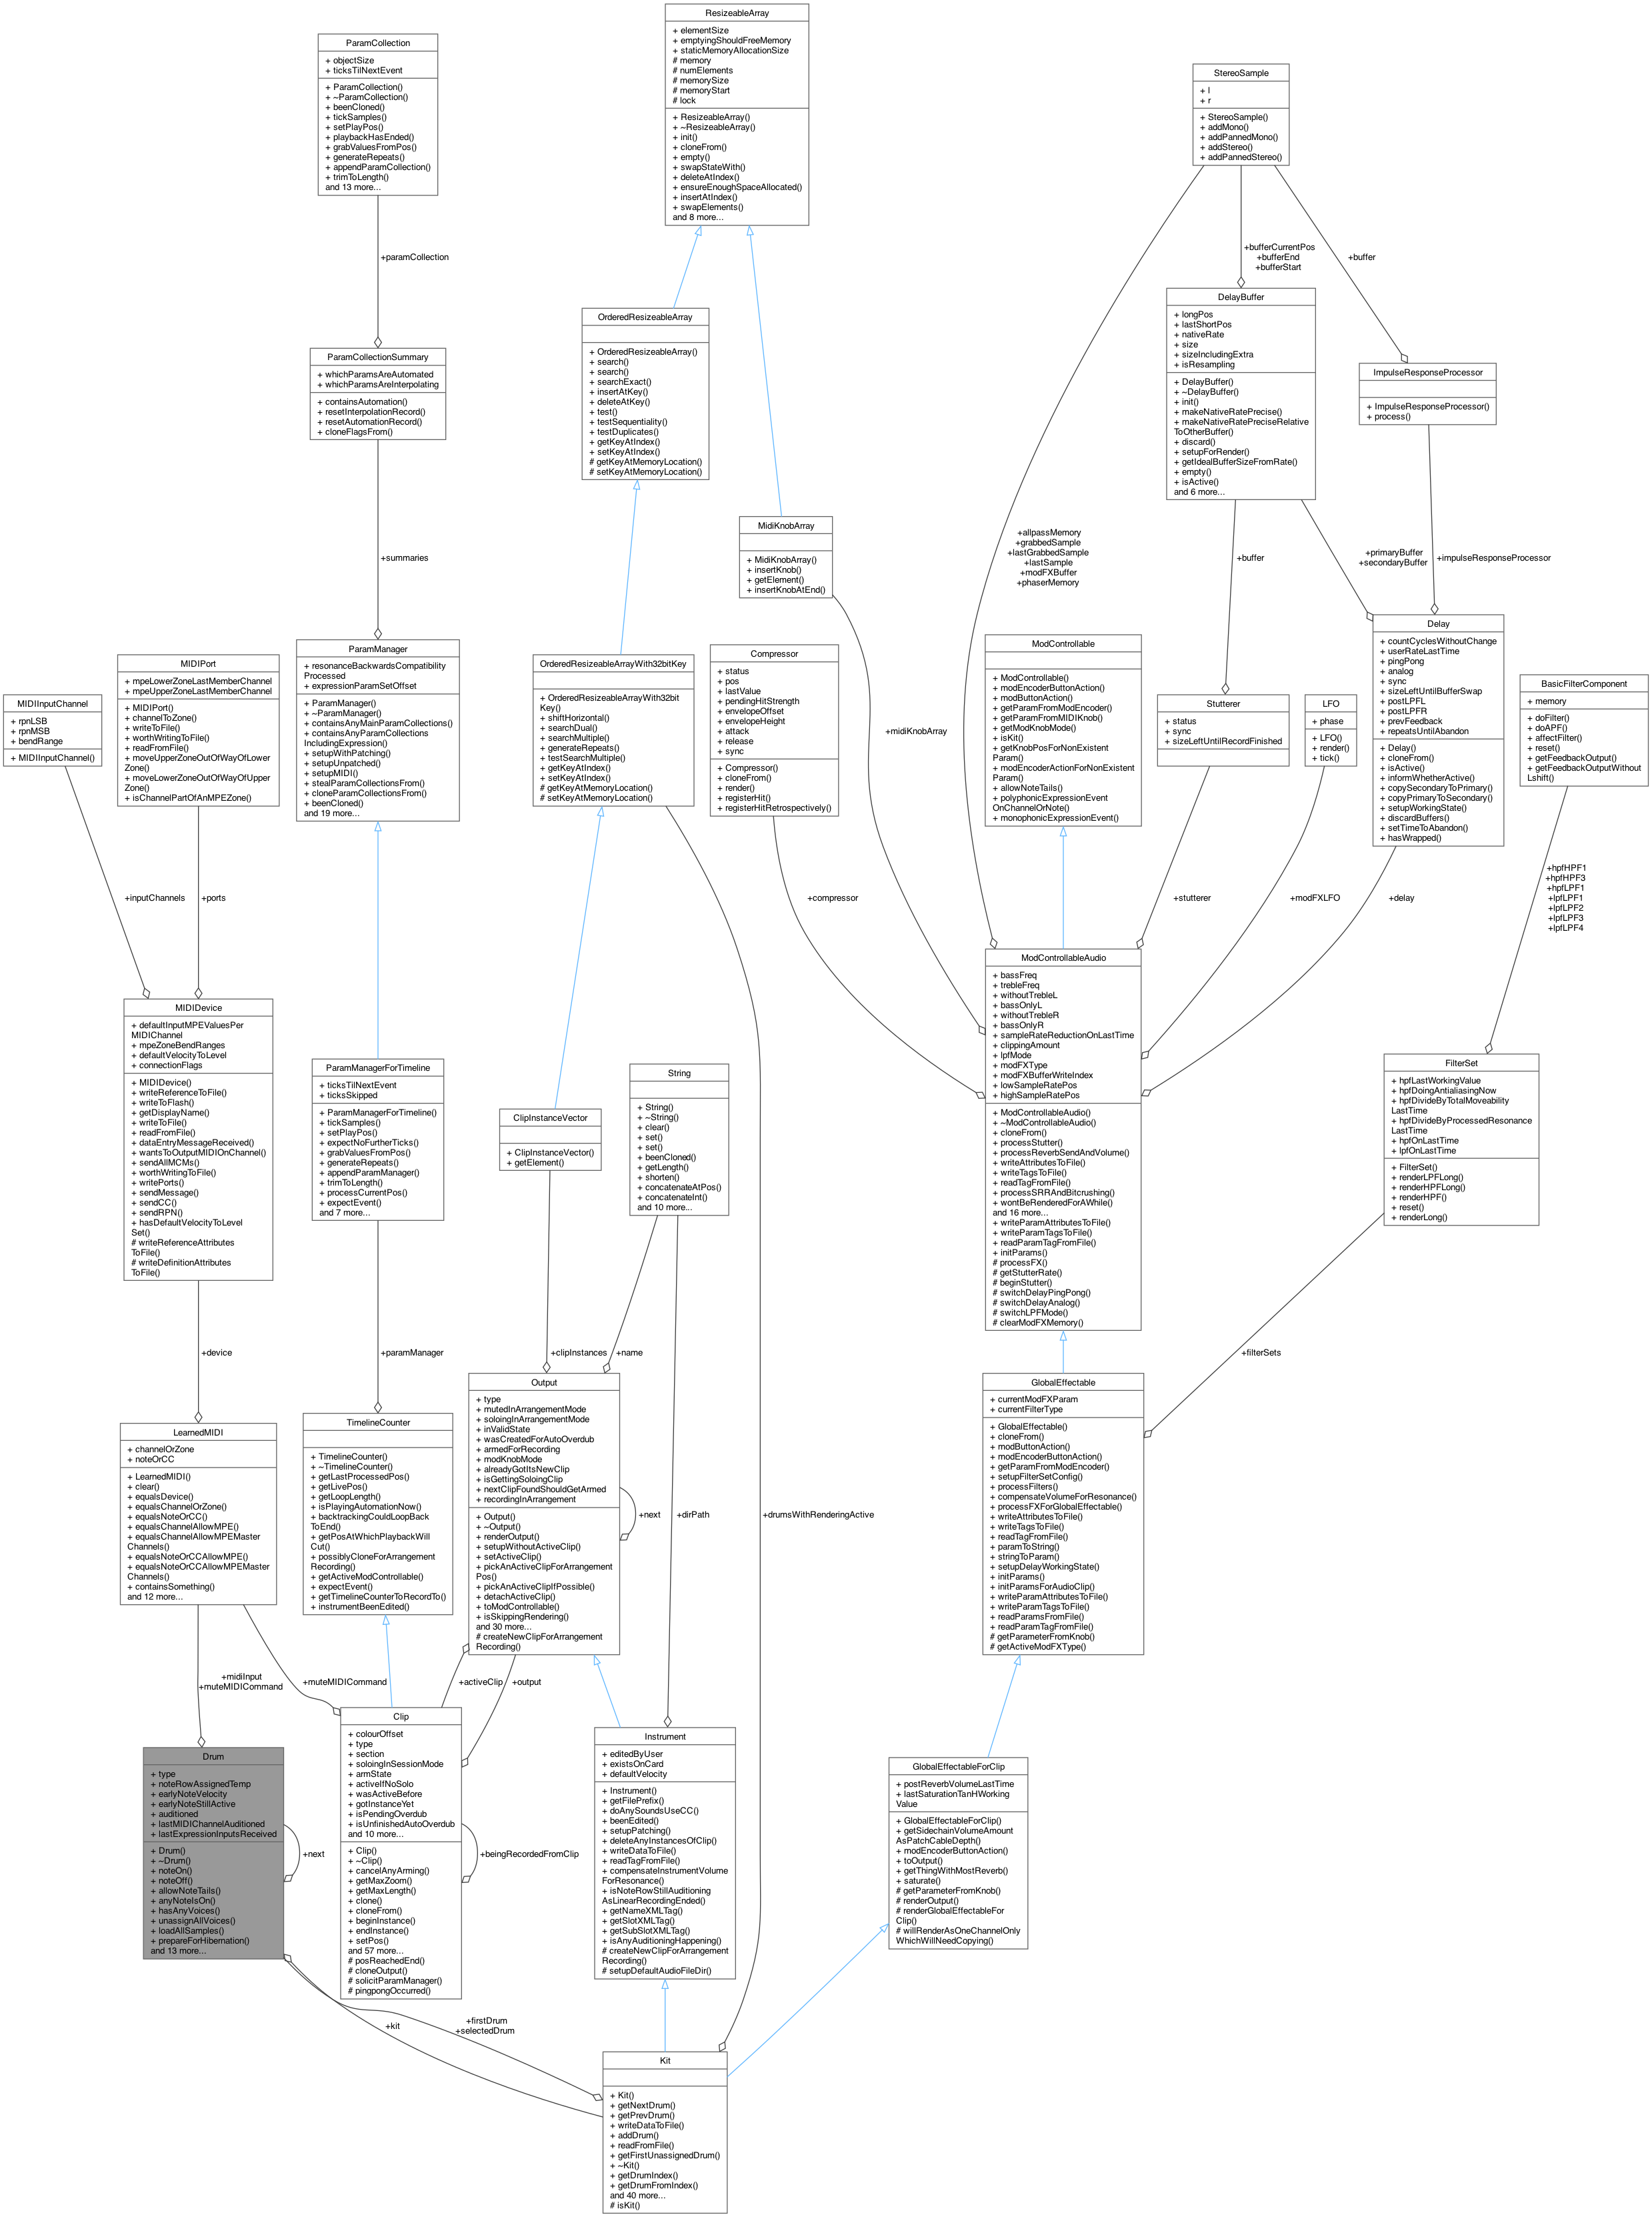 ResizeableArray
+ elementSize
+ emptyingShouldFreeMemory
+ staticMemoryAllocationSize
# memory
# numElements
# memorySize
# memoryStart
# lock
+ ResizeableArray()
+ ~ResizeableArray()
+ init()
+ cloneFrom()
+ empty()
+ swapStateWith()
+ deleteAtIndex()
+ ensureEnoughSpaceAllocated()
+ insertAtIndex()
+ swapElements()
and 8 more...
ParamCollection
+ objectSize
+ ticksTilNextEvent
+ ParamCollection()
+ ~ParamCollection()
+ beenCloned()
+ tickSamples()
+ setPlayPos()
+ playbackHasEnded()
+ grabValuesFromPos()
+ generateRepeats()
+ appendParamCollection()
+ trimToLength()
and 13 more...
StereoSample
+ l
+ r
+ StereoSample()
+ addMono()
+ addPannedMono()
+ addStereo()
+ addPannedStereo()
+paramCollection
+bufferCurrentPos
+bufferEnd
+bufferStart
+buffer
DelayBuffer
+ longPos
+ lastShortPos
+ nativeRate
+ size
+ sizeIncludingExtra
+ isResampling
+ DelayBuffer()
+ ~DelayBuffer()
+ init()
+ makeNativeRatePrecise()
+ makeNativeRatePreciseRelative
ToOtherBuffer()
+ discard()
+ setupForRender()
+ getIdealBufferSizeFromRate()
+ empty()
+ isActive()
and 6 more...
OrderedResizeableArray
+ OrderedResizeableArray()
+ search()
+ search()
+ searchExact()
+ insertAtKey()
+ deleteAtKey()
+ test()
+ testSequentiality()
+ testDuplicates()
+ getKeyAtIndex()
+ setKeyAtIndex()
# getKeyAtMemoryLocation()
# setKeyAtMemoryLocation()
ParamCollectionSummary
+ whichParamsAreAutomated
+ whichParamsAreInterpolating
+ containsAutomation()
+ resetInterpolationRecord()
+ resetAutomationRecord()
+ cloneFlagsFrom()
ImpulseResponseProcessor
+ ImpulseResponseProcessor()
+ process()
MidiKnobArray
+ MidiKnobArray()
+ insertKnob()
+ getElement()
+ insertKnobAtEnd()
+summaries
+allpassMemory
+grabbedSample
+lastGrabbedSample
+lastSample
+modFXBuffer
+phaserMemory
+buffer
+primaryBuffer
+secondaryBuffer
+impulseResponseProcessor
MIDIInputChannel
+ rpnLSB
+ rpnMSB
+ bendRange
+ MIDIInputChannel()
MIDIPort
+ mpeLowerZoneLastMemberChannel
+ mpeUpperZoneLastMemberChannel
+ MIDIPort()
+ channelToZone()
+ writeToFile()
+ worthWritingToFile()
+ readFromFile()
+ moveUpperZoneOutOfWayOfLower
Zone()
+ moveLowerZoneOutOfWayOfUpper
Zone()
+ isChannelPartOfAnMPEZone()
ParamManager
+ resonanceBackwardsCompatibility
Processed
+ expressionParamSetOffset
+ ParamManager()
+ ~ParamManager()
+ containsAnyMainParamCollections()
+ containsAnyParamCollections
IncludingExpression()
+ setupWithPatching()
+ setupUnpatched()
+ setupMIDI()
+ stealParamCollectionsFrom()
+ cloneParamCollectionsFrom()
+ beenCloned()
and 19 more...
OrderedResizeableArrayWith32bitKey
+ OrderedResizeableArrayWith32bit
Key()
+ shiftHorizontal()
+ searchDual()
+ searchMultiple()
+ generateRepeats()
+ testSearchMultiple()
+ getKeyAtIndex()
+ setKeyAtIndex()
# getKeyAtMemoryLocation()
# setKeyAtMemoryLocation()
Compressor
+ status
+ pos
+ lastValue
+ pendingHitStrength
+ envelopeOffset
+ envelopeHeight
+ attack
+ release
+ sync
+ Compressor()
+ cloneFrom()
+ render()
+ registerHit()
+ registerHitRetrospectively()
+midiKnobArray
ModControllable
+ ModControllable()
+ modEncoderButtonAction()
+ modButtonAction()
+ getParamFromModEncoder()
+ getParamFromMIDIKnob()
+ getModKnobMode()
+ isKit()
+ getKnobPosForNonExistent
Param()
+ modEncoderActionForNonExistent
Param()
+ allowNoteTails()
+ polyphonicExpressionEvent
OnChannelOrNote()
+ monophonicExpressionEvent()
Stutterer
+ status
+ sync
+ sizeLeftUntilRecordFinished
LFO
+ phase
+ LFO()
+ render()
+ tick()
Delay
+ countCyclesWithoutChange
+ userRateLastTime
+ pingPong
+ analog
+ sync
+ sizeLeftUntilBufferSwap
+ postLPFL
+ postLPFR
+ prevFeedback
+ repeatsUntilAbandon
+ Delay()
+ cloneFrom()
+ isActive()
+ informWhetherActive()
+ copySecondaryToPrimary()
+ copyPrimaryToSecondary()
+ setupWorkingState()
+ discardBuffers()
+ setTimeToAbandon()
+ hasWrapped()
BasicFilterComponent
+ memory
+ doFilter()
+ doAPF()
+ affectFilter()
+ reset()
+ getFeedbackOutput()
+ getFeedbackOutputWithout
Lshift()
+inputChannels
+ports
+compressor
+stutterer
+modFXLFO
+delay
+hpfHPF1
+hpfHPF3
+hpfLPF1
+lpfLPF1
+lpfLPF2
+lpfLPF3
+lpfLPF4
MIDIDevice
+ defaultInputMPEValuesPer
MIDIChannel
+ mpeZoneBendRanges
+ defaultVelocityToLevel
+ connectionFlags
+ MIDIDevice()
+ writeReferenceToFile()
+ writeToFlash()
+ getDisplayName()
+ writeToFile()
+ readFromFile()
+ dataEntryMessageReceived()
+ wantsToOutputMIDIOnChannel()
+ sendAllMCMs()
+ worthWritingToFile()
+ writePorts()
+ sendMessage()
+ sendCC()
+ sendRPN()
+ hasDefaultVelocityToLevel
Set()
# writeReferenceAttributes
ToFile()
# writeDefinitionAttributes
ToFile()
ParamManagerForTimeline
+ ticksTilNextEvent
+ ticksSkipped
+ ParamManagerForTimeline()
+ tickSamples()
+ setPlayPos()
+ expectNoFurtherTicks()
+ grabValuesFromPos()
+ generateRepeats()
+ appendParamManager()
+ trimToLength()
+ processCurrentPos()
+ expectEvent()
and 7 more...
ClipInstanceVector
+ ClipInstanceVector()
+ getElement()
String
+ String()
+ ~String()
+ clear()
+ set()
+ set()
+ beenCloned()
+ getLength()
+ shorten()
+ concatenateAtPos()
+ concatenateInt()
and 10 more...
ModControllableAudio
+ bassFreq
+ trebleFreq
+ withoutTrebleL
+ bassOnlyL
+ withoutTrebleR
+ bassOnlyR
+ sampleRateReductionOnLastTime
+ clippingAmount
+ lpfMode
+ modFXType
+ modFXBufferWriteIndex
+ lowSampleRatePos
+ highSampleRatePos
+ ModControllableAudio()
+ ~ModControllableAudio()
+ cloneFrom()
+ processStutter()
+ processReverbSendAndVolume()
+ writeAttributesToFile()
+ writeTagsToFile()
+ readTagFromFile()
+ processSRRAndBitcrushing()
+ wontBeRenderedForAWhile()
and 16 more...
+ writeParamAttributesToFile()
+ writeParamTagsToFile()
+ readParamTagFromFile()
+ initParams()
# processFX()
# getStutterRate()
# beginStutter()
# switchDelayPingPong()
# switchDelayAnalog()
# switchLPFMode()
# clearModFXMemory()
FilterSet
+ hpfLastWorkingValue
+ hpfDoingAntialiasingNow
+ hpfDivideByTotalMoveability
LastTime
+ hpfDivideByProcessedResonance
LastTime
+ hpfOnLastTime
+ lpfOnLastTime
+ FilterSet()
+ renderLPFLong()
+ renderHPFLong()
+ renderHPF()
+ reset()
+ renderLong()
+device
+paramManager
+clipInstances
+name
+filterSets
LearnedMIDI
+ channelOrZone
+ noteOrCC
+ LearnedMIDI()
+ clear()
+ equalsDevice()
+ equalsChannelOrZone()
+ equalsNoteOrCC()
+ equalsChannelAllowMPE()
+ equalsChannelAllowMPEMaster
Channels()
+ equalsNoteOrCCAllowMPE()
+ equalsNoteOrCCAllowMPEMaster
Channels()
+ containsSomething()
and 12 more...
TimelineCounter
+ TimelineCounter()
+ ~TimelineCounter()
+ getLastProcessedPos()
+ getLivePos()
+ getLoopLength()
+ isPlayingAutomationNow()
+ backtrackingCouldLoopBack
ToEnd()
+ getPosAtWhichPlaybackWill
Cut()
+ possiblyCloneForArrangement
Recording()
+ getActiveModControllable()
+ expectEvent()
+ getTimelineCounterToRecordTo()
+ instrumentBeenEdited()
Output
+ type
+ mutedInArrangementMode
+ soloingInArrangementMode
+ inValidState
+ wasCreatedForAutoOverdub
+ armedForRecording
+ modKnobMode
+ alreadyGotItsNewClip
+ isGettingSoloingClip
+ nextClipFoundShouldGetArmed
+ recordingInArrangement
+ Output()
+ ~Output()
+ renderOutput()
+ setupWithoutActiveClip()
+ setActiveClip()
+ pickAnActiveClipForArrangement
Pos()
+ pickAnActiveClipIfPossible()
+ detachActiveClip()
+ toModControllable()
+ isSkippingRendering()
and 30 more...
# createNewClipForArrangement
Recording()
+next
+dirPath
+drumsWithRenderingActive
GlobalEffectable
+ currentModFXParam
+ currentFilterType
+ GlobalEffectable()
+ cloneFrom()
+ modButtonAction()
+ modEncoderButtonAction()
+ getParamFromModEncoder()
+ setupFilterSetConfig()
+ processFilters()
+ compensateVolumeForResonance()
+ processFXForGlobalEffectable()
+ writeAttributesToFile()
+ writeTagsToFile()
+ readTagFromFile()
+ paramToString()
+ stringToParam()
+ setupDelayWorkingState()
+ initParams()
+ initParamsForAudioClip()
+ writeParamAttributesToFile()
+ writeParamTagsToFile()
+ readParamsFromFile()
+ readParamTagFromFile()
# getParameterFromKnob()
# getActiveModFXType()
+midiInput
+muteMIDICommand
+muteMIDICommand
+activeClip
+output
Drum
+ type
+ noteRowAssignedTemp
+ earlyNoteVelocity
+ earlyNoteStillActive
+ auditioned
+ lastMIDIChannelAuditioned
+ lastExpressionInputsReceived
+ Drum()
+ ~Drum()
+ noteOn()
+ noteOff()
+ allowNoteTails()
+ anyNoteIsOn()
+ hasAnyVoices()
+ unassignAllVoices()
+ loadAllSamples()
+ prepareForHibernation()
and 13 more...
+next
Clip
+ colourOffset
+ type
+ section
+ soloingInSessionMode
+ armState
+ activeIfNoSolo
+ wasActiveBefore
+ gotInstanceYet
+ isPendingOverdub
+ isUnfinishedAutoOverdub
and 10 more...
+ Clip()
+ ~Clip()
+ cancelAnyArming()
+ getMaxZoom()
+ getMaxLength()
+ clone()
+ cloneFrom()
+ beginInstance()
+ endInstance()
+ setPos()
and 57 more...
# posReachedEnd()
# cloneOutput()
# solicitParamManager()
# pingpongOccurred()
+beingRecordedFromClip
Instrument
+ editedByUser
+ existsOnCard
+ defaultVelocity
+ Instrument()
+ getFilePrefix()
+ doAnySoundsUseCC()
+ beenEdited()
+ setupPatching()
+ deleteAnyInstancesOfClip()
+ writeDataToFile()
+ readTagFromFile()
+ compensateInstrumentVolume
ForResonance()
+ isNoteRowStillAuditioning
AsLinearRecordingEnded()
+ getNameXMLTag()
+ getSlotXMLTag()
+ getSubSlotXMLTag()
+ isAnyAuditioningHappening()
# createNewClipForArrangement
Recording()
# setupDefaultAudioFileDir()
GlobalEffectableForClip
+ postReverbVolumeLastTime
+ lastSaturationTanHWorking
Value
+ GlobalEffectableForClip()
+ getSidechainVolumeAmount
AsPatchCableDepth()
+ modEncoderButtonAction()
+ toOutput()
+ getThingWithMostReverb()
+ saturate()
# getParameterFromKnob()
# renderOutput()
# renderGlobalEffectableFor
Clip()
# willRenderAsOneChannelOnly
WhichWillNeedCopying()
+kit
+firstDrum
+selectedDrum
Kit
+ Kit()
+ getNextDrum()
+ getPrevDrum()
+ writeDataToFile()
+ addDrum()
+ readFromFile()
+ getFirstUnassignedDrum()
+ ~Kit()
+ getDrumIndex()
+ getDrumFromIndex()
and 40 more...
# isKit()